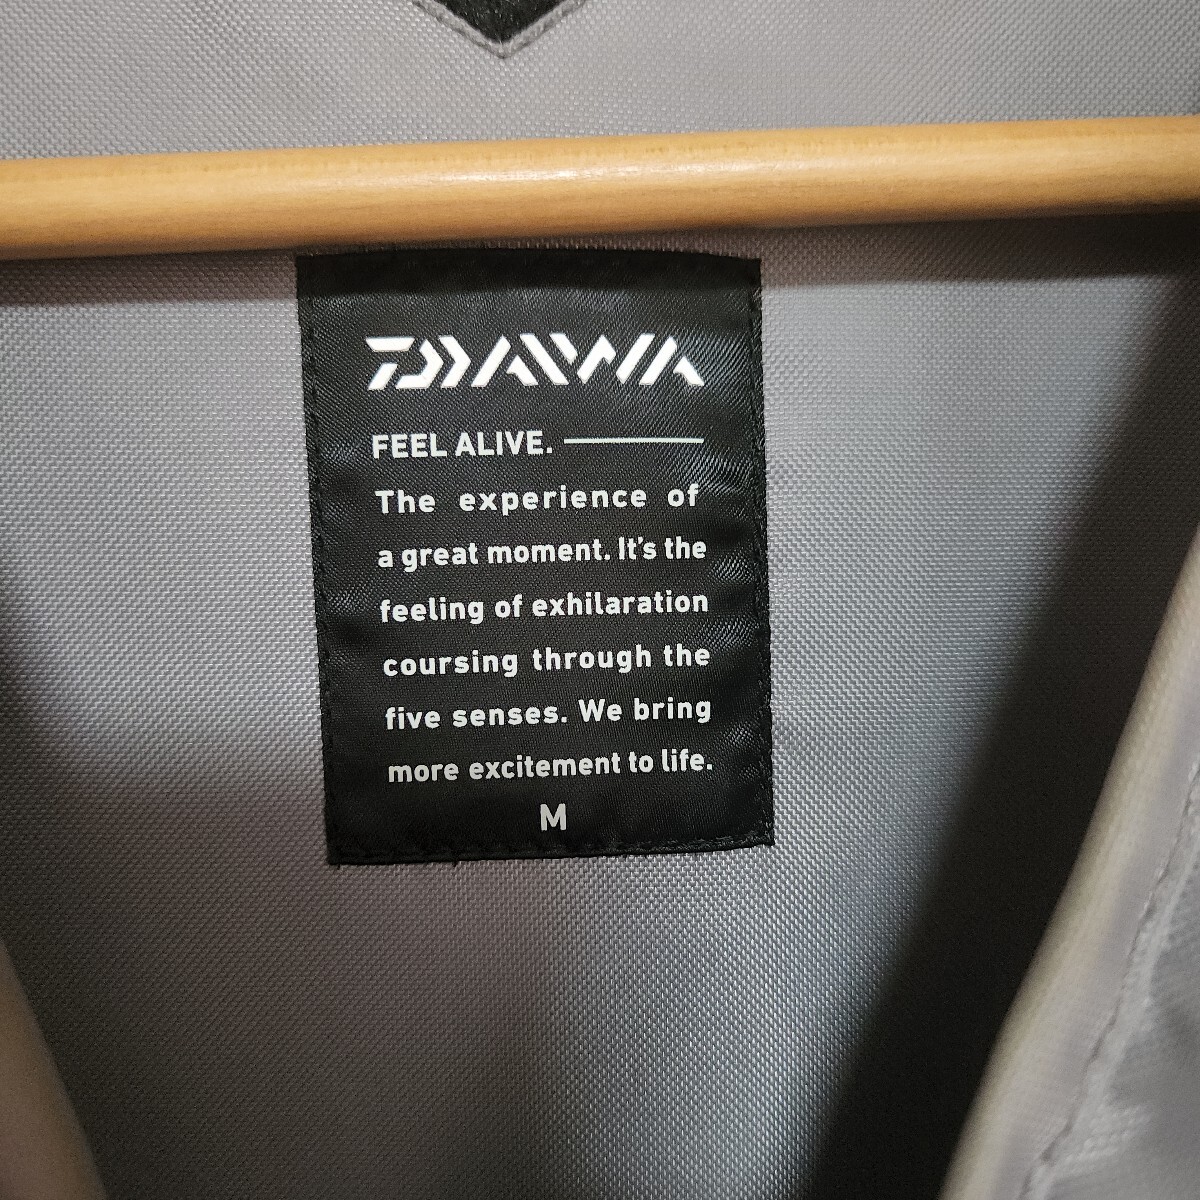 DAIWA
FEEL ALIVE.
The experience of
a great moment. It's the
feeling of exhilaration
coursing through the
five senses. We bring
more excitement to life.
M